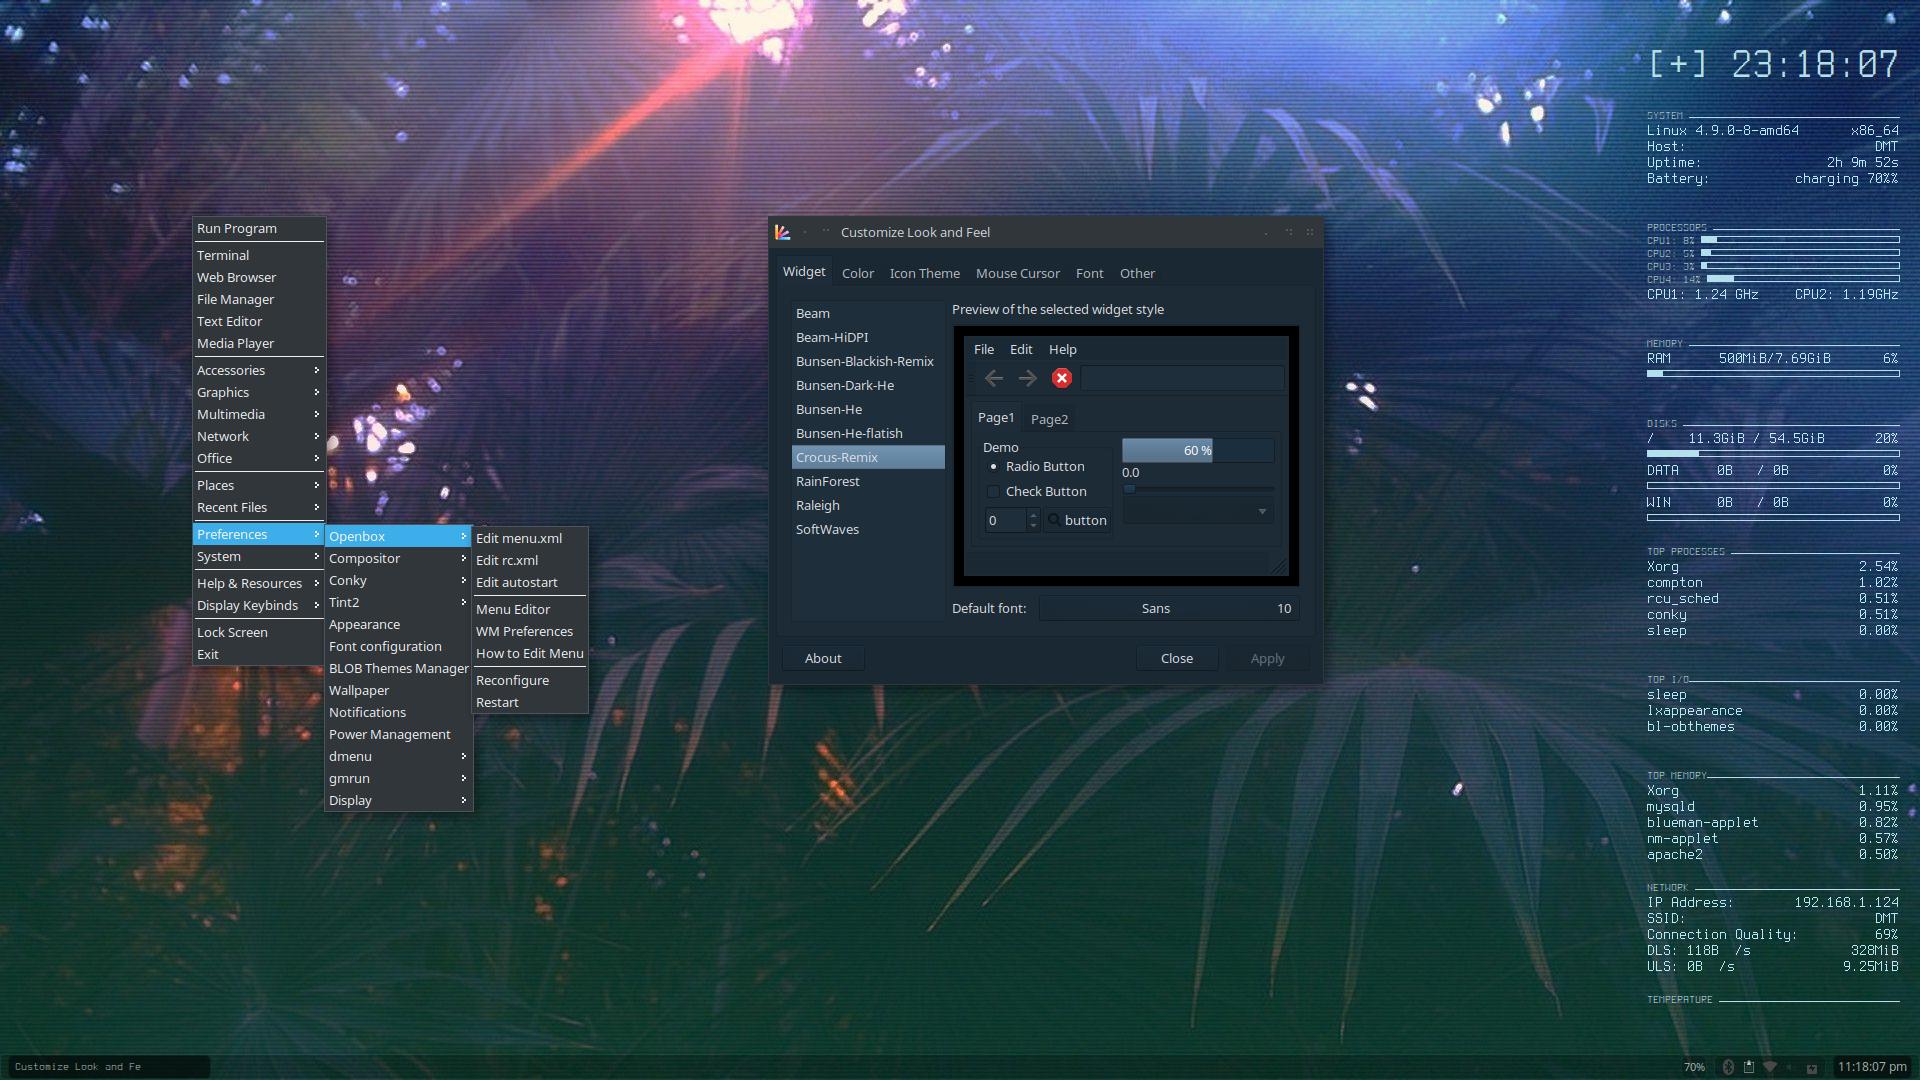 [+] 23:18:07
SYSTEM
Linux 4.9.0-8-amd64 x86_64
Host: DMT
Uptime: 2h 9m 52s
Battery: charging 70%%
PROCESSORS
CPU1: 8%
CPU2: 5%
CPU3: 3%
CPU4: 14%
CPU1: 1.24 GHz CPU2: 1.19GHz
MEMORY
RAM 500MiB/7.69GiB 6%
DISKS
/ 11.3GiB / 54.5GiB 20%
DATA 0B / 0B 0%
WIN 0B / 0B 0%
TOP PROCESSES
Xorg 2.54%
compton 1.02%
rcu_sched 0.51%
conky 0.51%
sleep 0.00%
TOP I/O
sleep 0.00%
lxappearance 0.00%
bl-obthemes 0.00%
TOP MEMORY
Xorg 1.11%
mysqld 0.95%
blueman-applet 0.82%
nm-applet 0.57%
apache2 0.50%
NETWORK
IP Address: 192.168.1.124
SSID: DMT
Connection Quality: 69%
DLS: 118B /s 328MiB
ULS: 0B /s 9.25MiB
TEMPERATURE
Run Program
Terminal
Web Browser
File Manager
Text Editor
Media Player
Accessories
Graphics
Multimedia
Network
Office
Places
Recent Files
Preferences
System
Help & Resources
Display Keybinds
Lock Screen
Exit
Openbox
Compositor
Conky
Tint2
Appearance
Font configuration
BLOB Themes Manager
Wallpaper
Notifications
Power Management
dmenu
gmrun
Display
Edit menu.xml
Edit rc.xml
Edit autostart
Menu Editor
WM Preferences
How to Edit Menu
Reconfigure
Restart
Customize Look and Feel
Widget Color Icon Theme Mouse Cursor Font Other
Beam
Beam-HiDPI
Bunsen-Blackish-Remix
Bunsen-Dark-He
Bunsen-He
Bunsen-He-flatish
Crocus-Remix
RainForest
Raleigh
SoftWaves
Preview of the selected widget style
File Edit Help
Page1 Page2
Demo
Radio Button
Check Button
0 button
60 %
0.0
Default font: Sans 10
About Close Apply
Customize Look and Fe
70% 11:18:07 pm